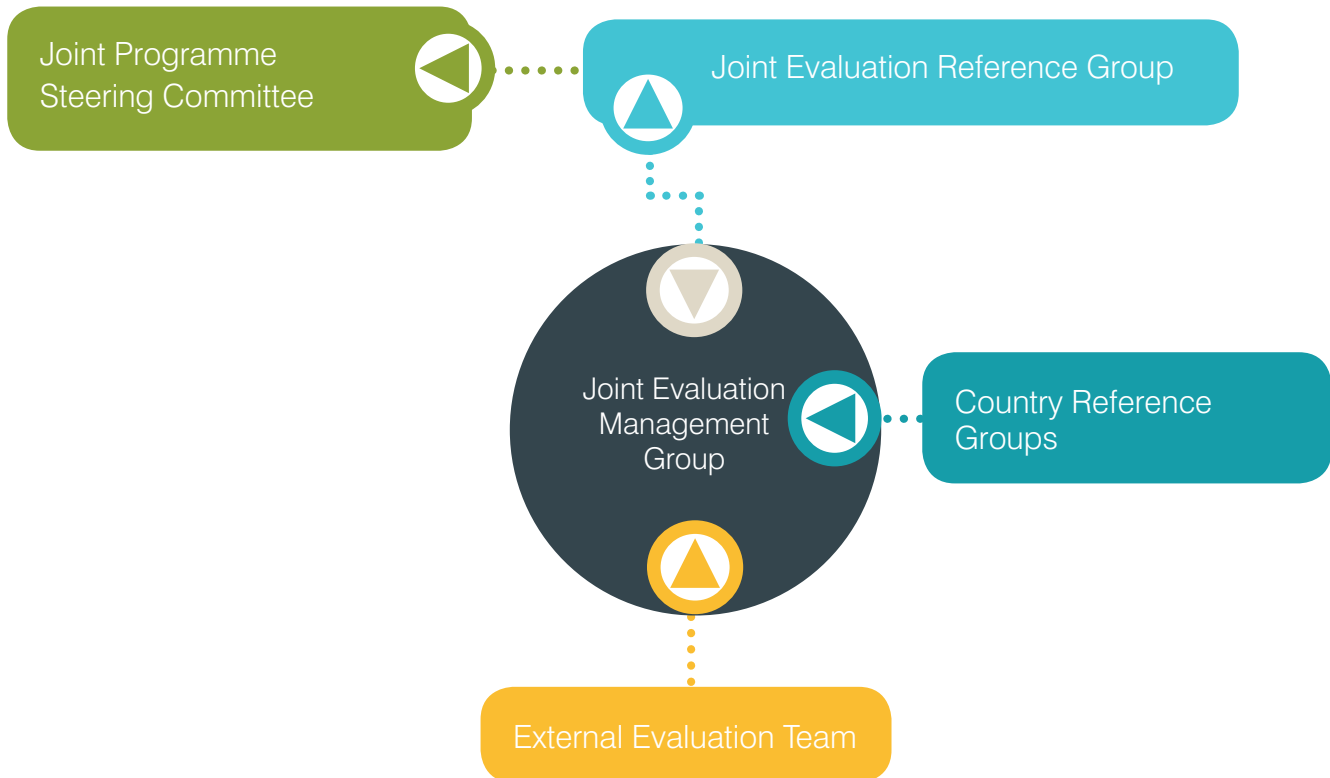 Joint Programme
Steering Committee
Joint Evaluation Reference Group
Joint Evaluation
Management
Group
Country Reference
Groups
External Evaluation Team